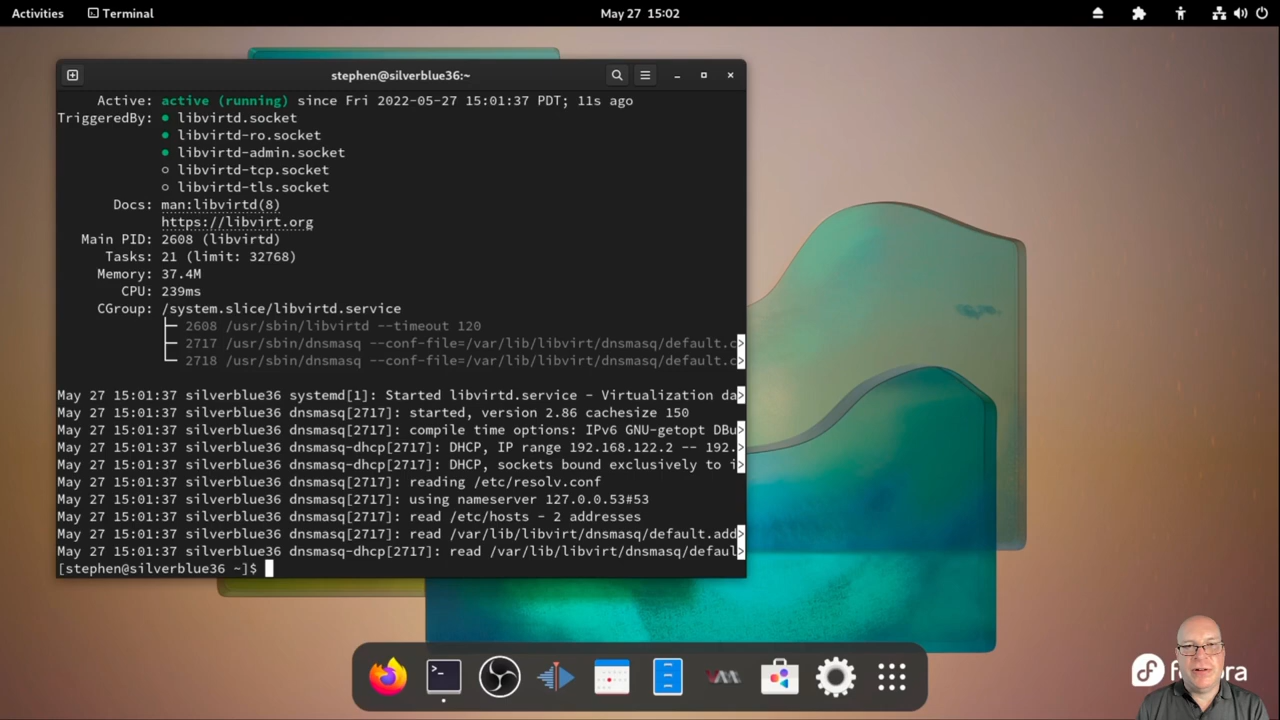 Activities Terminal May 27 15:02
stephen@silverblue36:~
Active: active (running) since Fri 2022-05-27 15:01:37 PDT; 11s ago
TriggeredBy: ● libvirtd.socket
● libvirtd-ro.socket
● libvirtd-admin.socket
○ libvirtd-tcp.socket
○ libvirtd-tls.socket
Docs: man:libvirtd(8)
https://libvirt.org
Main PID: 2608 (libvirtd)
Tasks: 21 (limit: 32768)
Memory: 37.4M
CPU: 239ms
CGroup: /system.slice/libvirtd.service
├─ 2608 /usr/sbin/libvirtd --timeout 120
├─ 2717 /usr/sbin/dnsmasq --conf-file=/var/lib/libvirt/dnsmasq/default.c>
└─ 2718 /usr/sbin/dnsmasq --conf-file=/var/lib/libvirt/dnsmasq/default.c>
May 27 15:01:37 silverblue36 systemd[1]: Started libvirtd.service - Virtualization da>
May 27 15:01:37 silverblue36 dnsmasq[2717]: started, version 2.86 cachesize 150
May 27 15:01:37 silverblue36 dnsmasq[2717]: compile time options: IPv6 GNU-getopt DBu>
May 27 15:01:37 silverblue36 dnsmasq-dhcp[2717]: DHCP, IP range 192.168.122.2 -- 192.>
May 27 15:01:37 silverblue36 dnsmasq-dhcp[2717]: DHCP, sockets bound exclusively to i>
May 27 15:01:37 silverblue36 dnsmasq[2717]: reading /etc/resolv.conf
May 27 15:01:37 silverblue36 dnsmasq[2717]: using nameserver 127.0.0.53#53
May 27 15:01:37 silverblue36 dnsmasq[2717]: read /etc/hosts - 2 addresses
May 27 15:01:37 silverblue36 dnsmasq[2717]: read /var/lib/libvirt/dnsmasq/default.add>
May 27 15:01:37 silverblue36 dnsmasq-dhcp[2717]: read /var/lib/libvirt/dnsmasq/defaul>
[stephen@silverblue36 ~]$